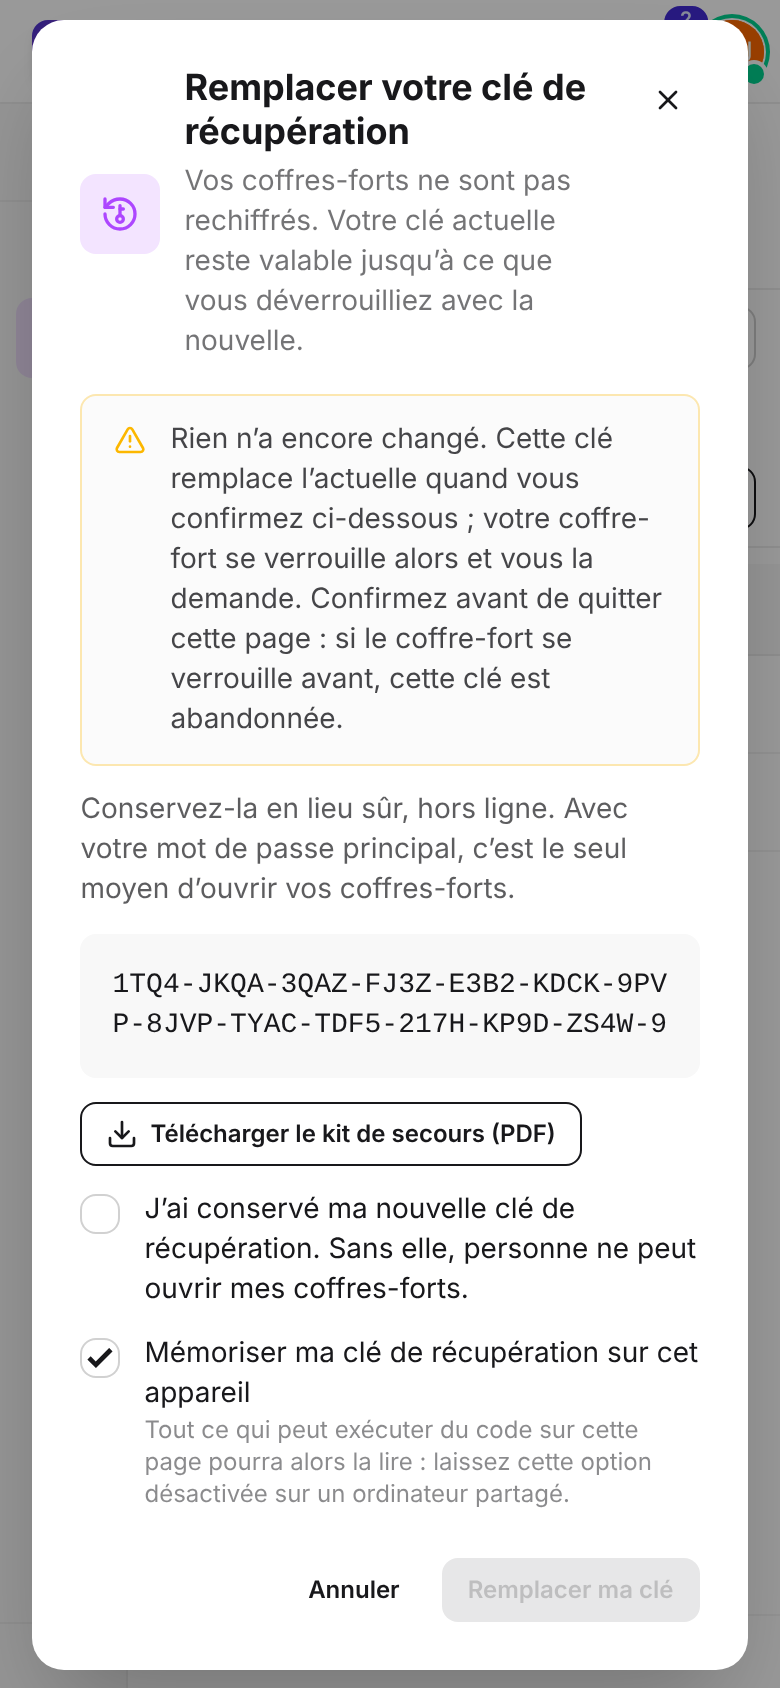 2
Remplacer votre clé de
récupération
Vos coffres-forts ne sont pas
rechiffrés. Votre clé actuelle
reste valable jusqu’à ce que
vous déverrouilliez avec la
nouvelle.
Rien n’a encore changé. Cette clé
remplace l’actuelle quand vous
confirmez ci-dessous ; votre coffre-
fort se verrouille alors et vous la
demande. Confirmez avant de quitter
cette page : si le coffre-fort se
verrouille avant, cette clé est
abandonnée.
Conservez-la en lieu sûr, hors ligne. Avec
votre mot de passe principal, c’est le seul
moyen d’ouvrir vos coffres-forts.
1TQ4-JKQA-3QAZ-FJ3Z-E3B2-KDCK-9PV
P-8JVP-TYAC-TDF5-217H-KP9D-ZS4W-9
Télécharger le kit de secours (PDF)
J’ai conservé ma nouvelle clé de
récupération. Sans elle, personne ne peut
ouvrir mes coffres-forts.
Mémoriser ma clé de récupération sur cet
appareil
Tout ce qui peut exécuter du code sur cette
page pourra alors la lire : laissez cette option
désactivée sur un ordinateur partagé.
Annuler
Remplacer ma clé